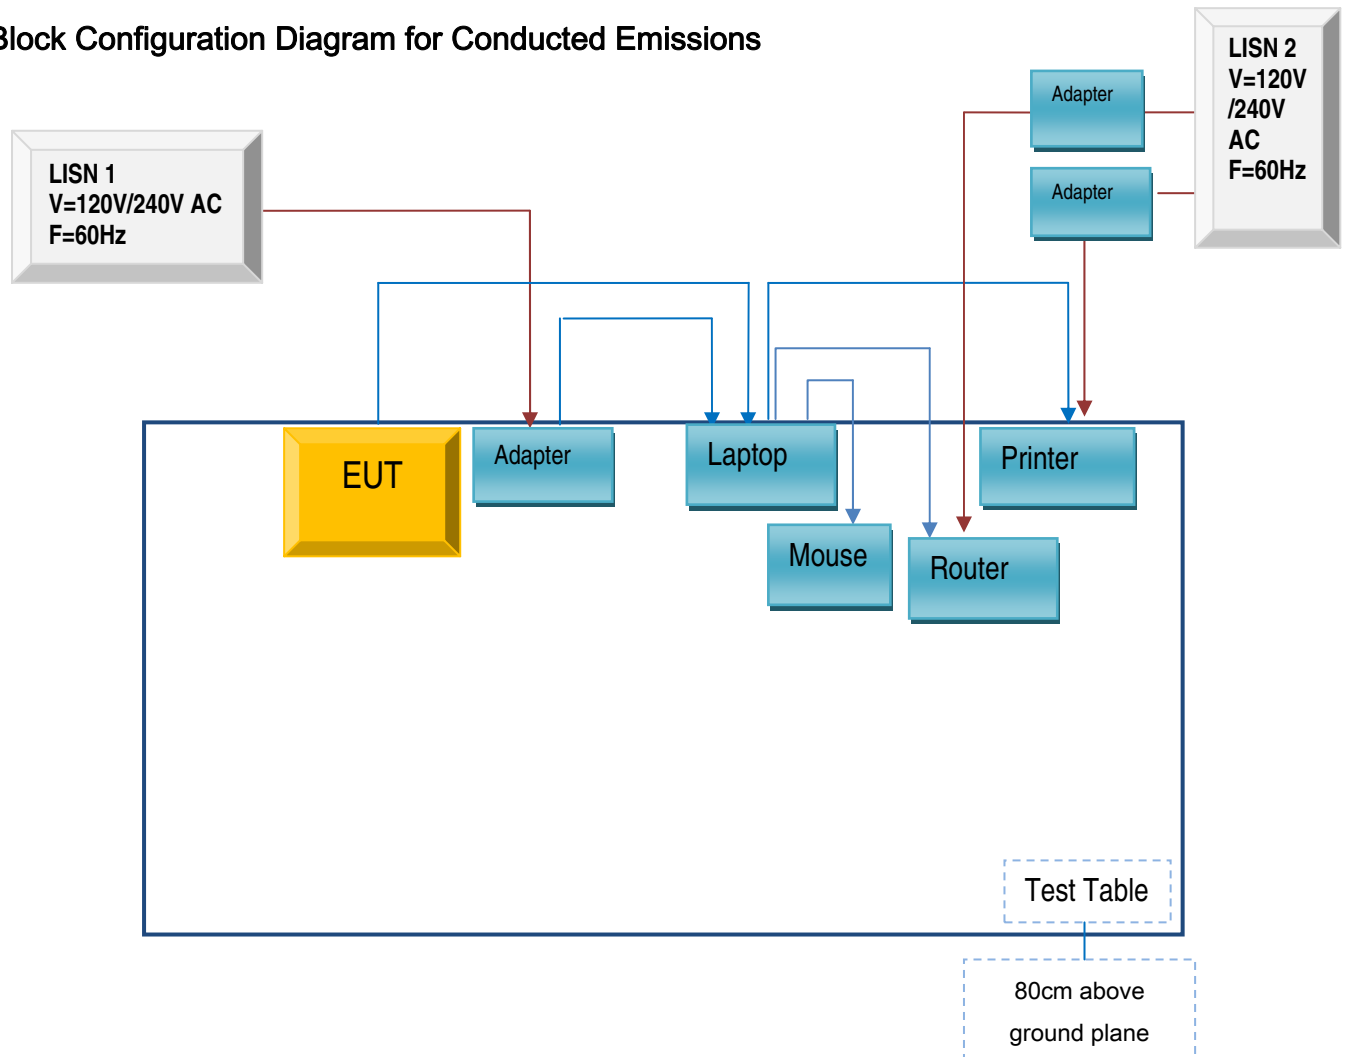 Block Configuration Diagram for Conducted Emissions
LISN 2
V=120V
/240V
AC
F=60Hz
Adapter
Adapter
LISN 1
V=120V/240V AC
F=60Hz
EUT
Adapter
Laptop
Printer
Mouse
Router
Test Table
80cm above
ground plane